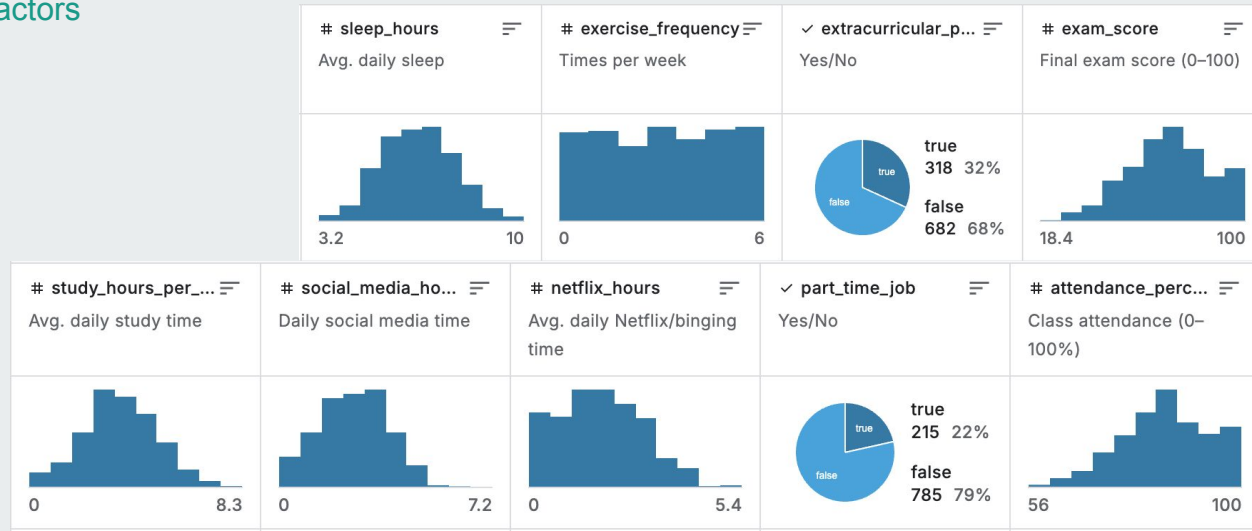 actors
# sleep_hours
Avg. daily sleep
3.2 10
# exercise_frequency
Times per week
0 6
✓ extracurricular_p...
Yes/No
true
false
true
318 32%
false
682 68%
# exam_score
Final exam score (0–100)
18.4 100
# study_hours_per_...
Avg. daily study time
0 8.3
# social_media_ho...
Daily social media time
0 7.2
# netflix_hours
Avg. daily Netflix/binging
time
0 5.4
✓ part_time_job
Yes/No
true
false
true
215 22%
false
785 79%
# attendance_perc...
Class attendance (0–
100%)
56 100